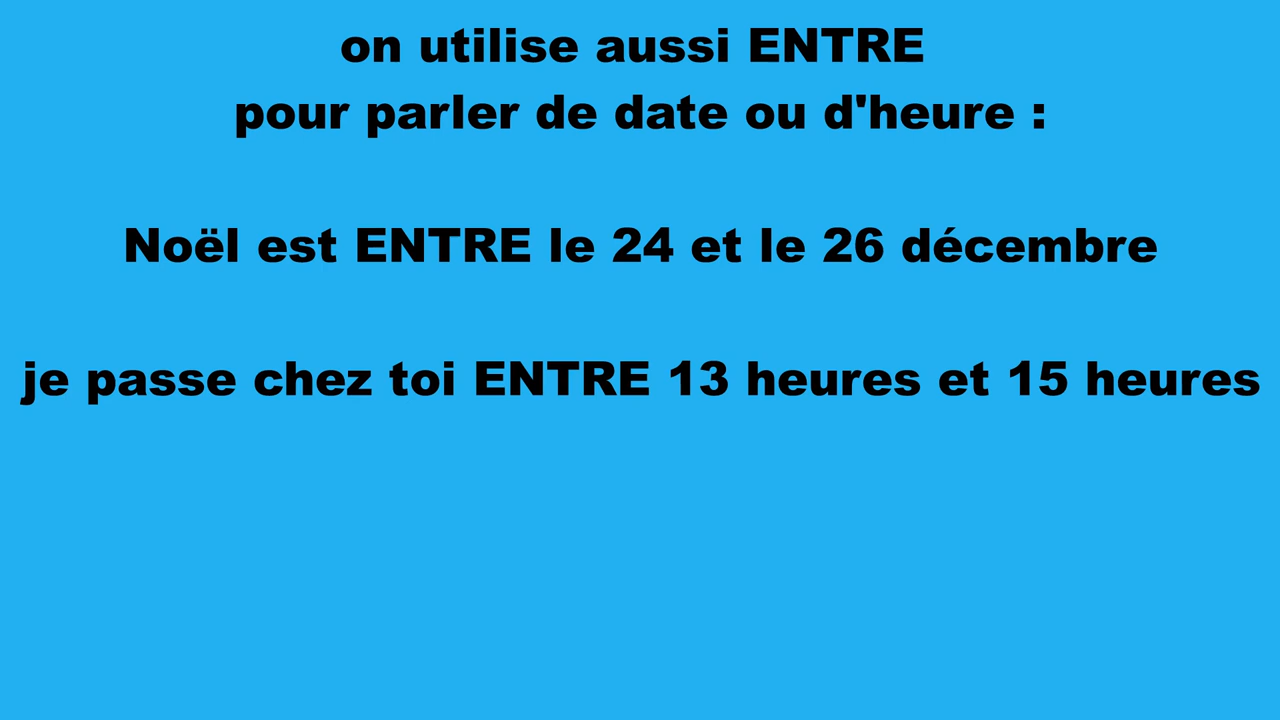 on utilise aussi ENTRE
pour parler de date ou d'heure :
Noël est ENTRE le 24 et le 26 décembre
je passe chez toi ENTRE 13 heures et 15 heures